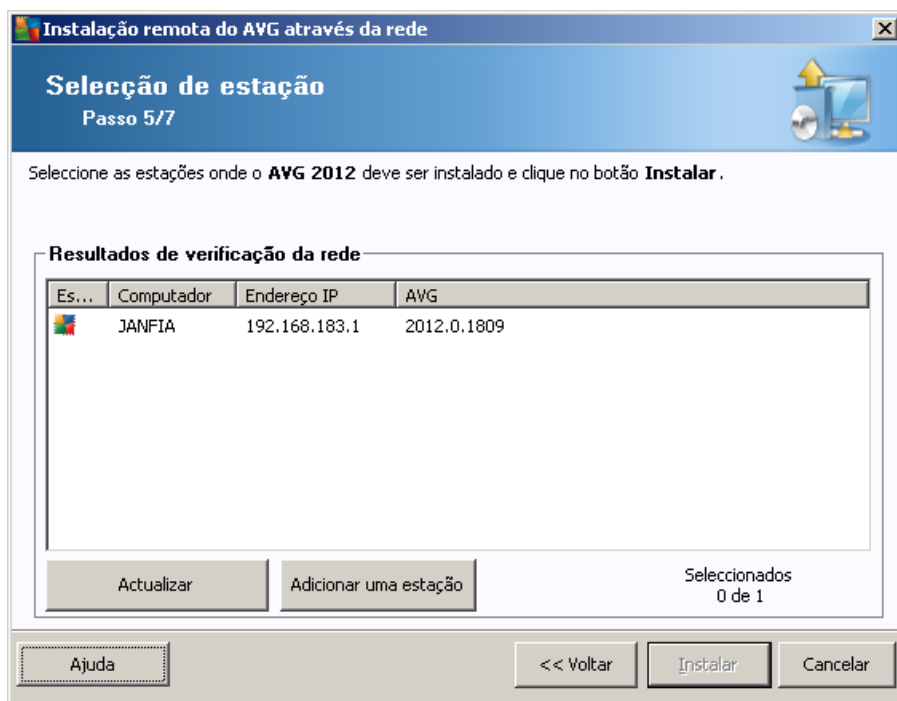 Instalação remota do AVG através da rede
Selecção de estação
Passo 5/7
Seleccione as estações onde o AVG 2012 deve ser instalado e clique no botão Instalar.
Resultados de verificação da rede
Es... Computador Endereço IP AVG
JANFIA 192.168.183.1 2012.0.1809
Actualizar Adicionar uma estação Seleccionados
0 de 1
Ajuda << Voltar Instalar Cancelar